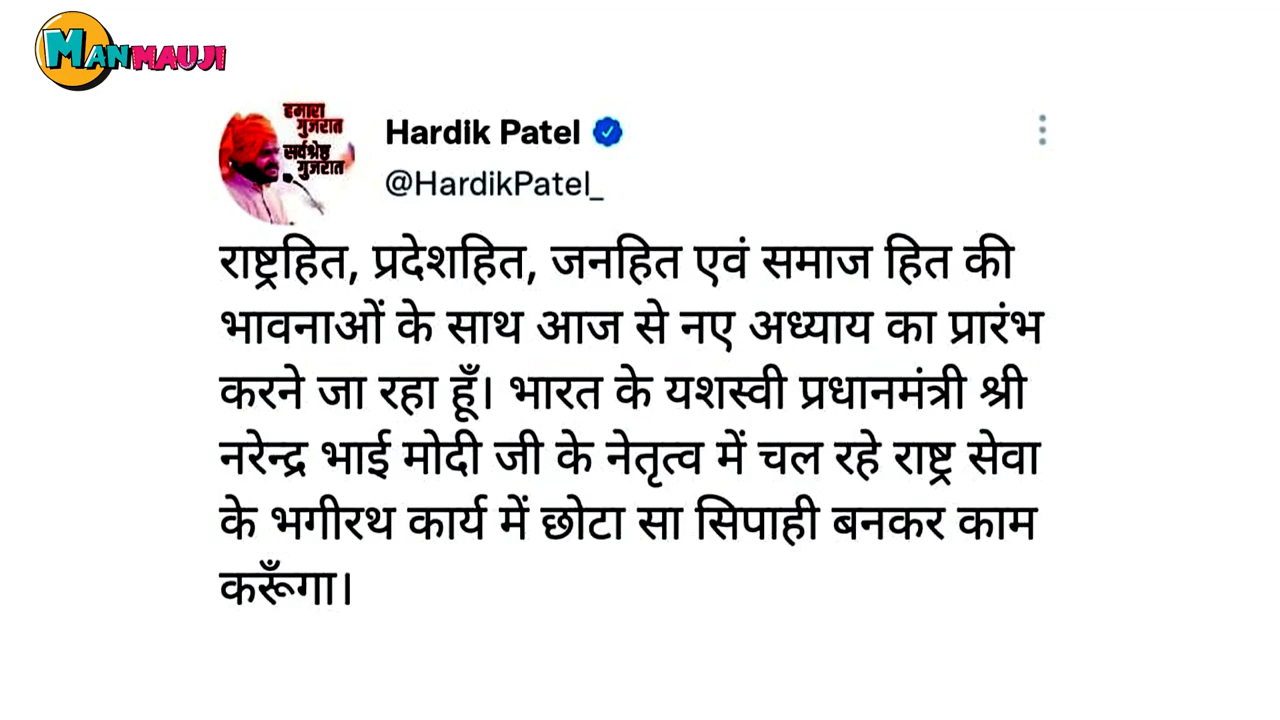 MANMAUJI
हमारा
गुजरात
सर्वश्रेष्ठ
गुजरात
Hardik Patel
@HardikPatel_
राष्ट्रहित, प्रदेशहित, जनहित एवं समाज हित की
भावनाओं के साथ आज से नए अध्याय का प्रारंभ
करने जा रहा हूँ। भारत के यशस्वी प्रधानमंत्री श्री
नरेन्द्र भाई मोदी जी के नेतृत्व में चल रहे राष्ट्र सेवा
के भगीरथ कार्य में छोटा सा सिपाही बनकर काम
करूँगा।